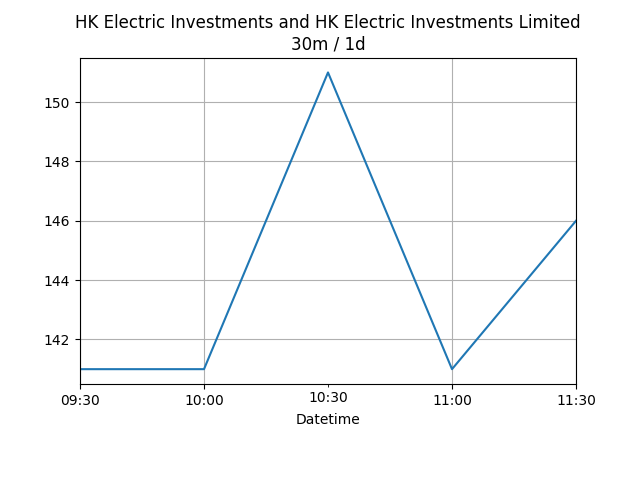 HK Electric Investments and HK Electric Investments Limited
30m / 1d
150
148
146
144
142
09:30 10:00 10:30 11:00 11:30
Datetime